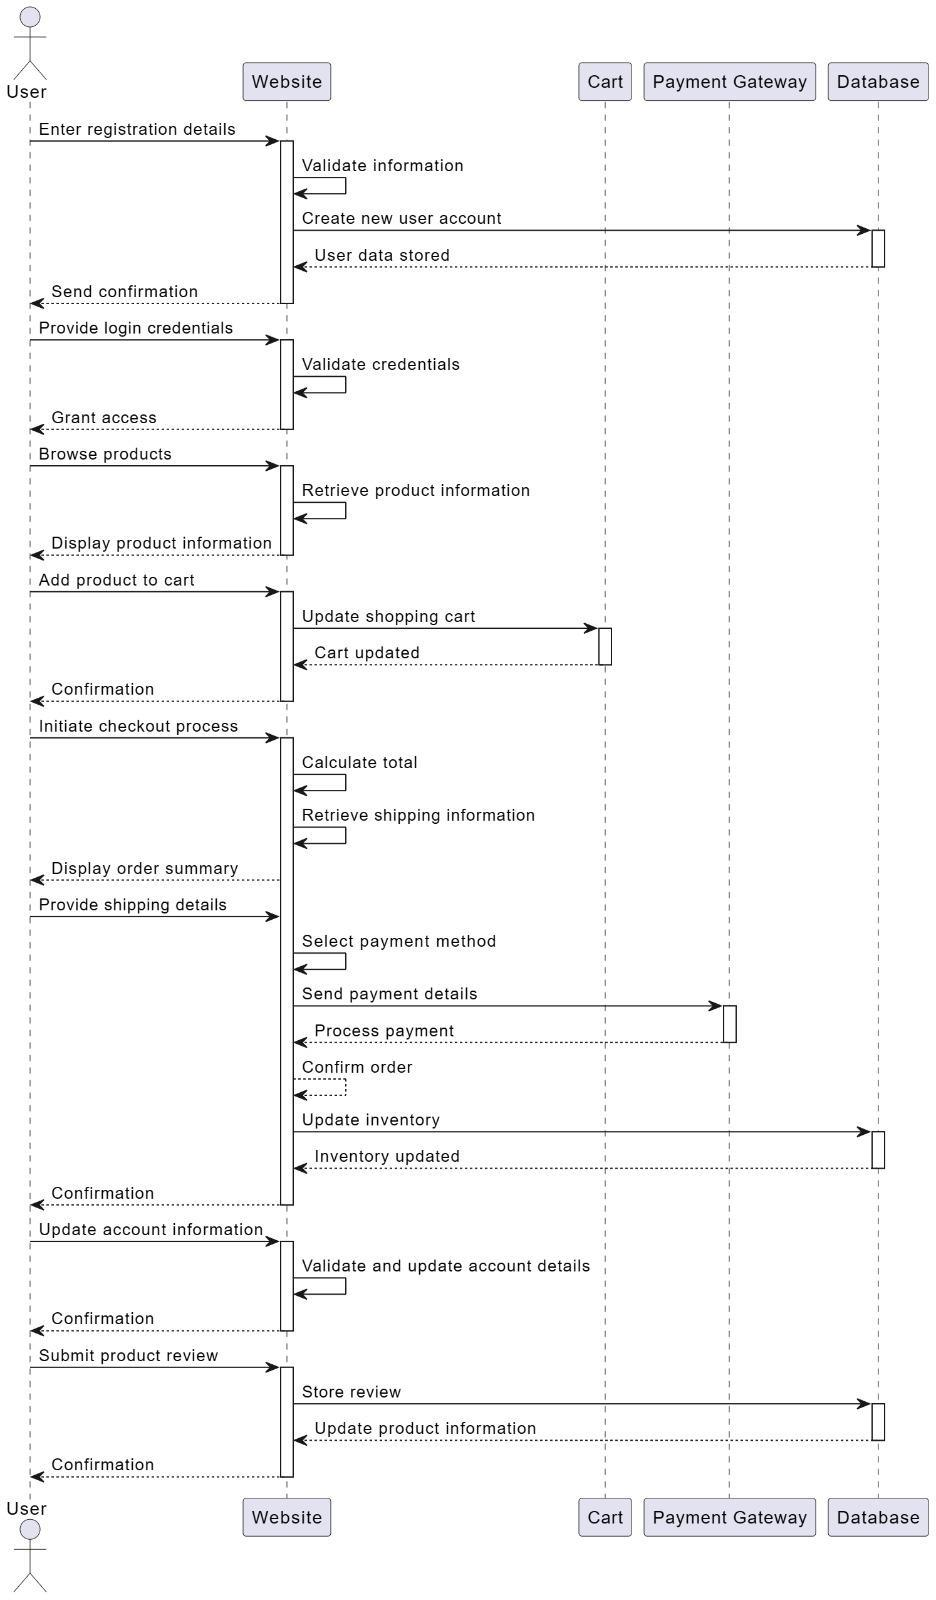 User
Website
Cart
Payment Gateway
Database
Enter registration details
Validate information
Create new user account
User data stored
Send confirmation
Provide login credentials
Validate credentials
Grant access
Browse products
Retrieve product information
Display product information
Add product to cart
Update shopping cart
Cart updated
Confirmation
Initiate checkout process
Calculate total
Retrieve shipping information
Display order summary
Provide shipping details
Select payment method
Send payment details
Process payment
Confirm order
Update inventory
Inventory updated
Confirmation
Update account information
Validate and update account details
Confirmation
Submit product review
Store review
Update product information
Confirmation
User
Website
Cart
Payment Gateway
Database